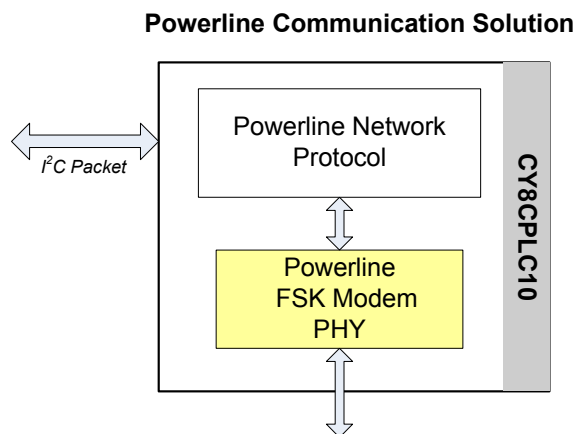 Powerline Communication Solution
Powerline Network
Protocol
I²C Packet
CY8CPLC10
Powerline
FSK Modem
PHY